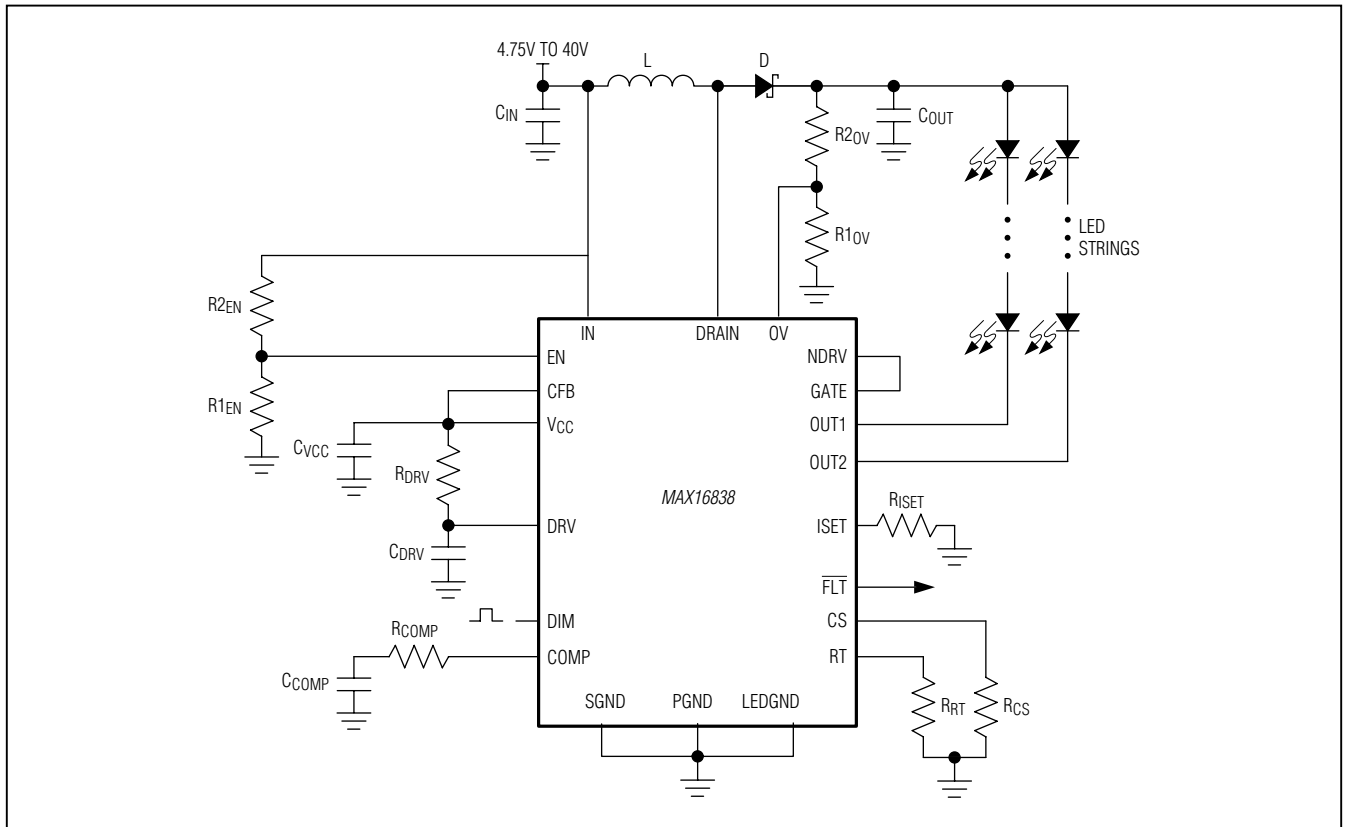 4.75V TO 40V
L
D
CIN
R2OV
COUT
R1OV
LED
STRINGS
R2EN
IN
DRAIN
OV
EN
NDRV
CFB
GATE
R1EN
VCC
OUT1
CVCC
OUT2
RDRV
MAX16838
RISET
DRV
ISET
CDRV
FLT
DIM
CS
RCOMP
COMP
RT
CCOMP
SGND
PGND
LEDGND
RRT
RCS